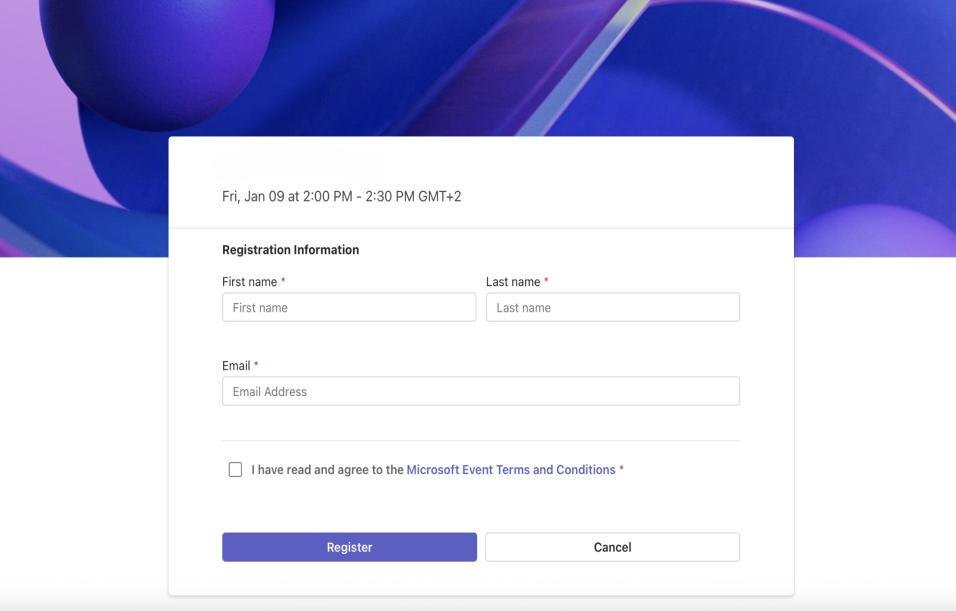 Fri, Jan 09 at 2:00 PM - 2:30 PM GMT+2
Registration Information
First name * Last name *
First name Last name
Email *
Email Address
I have read and agree to the Microsoft Event Terms and Conditions *
Register Cancel